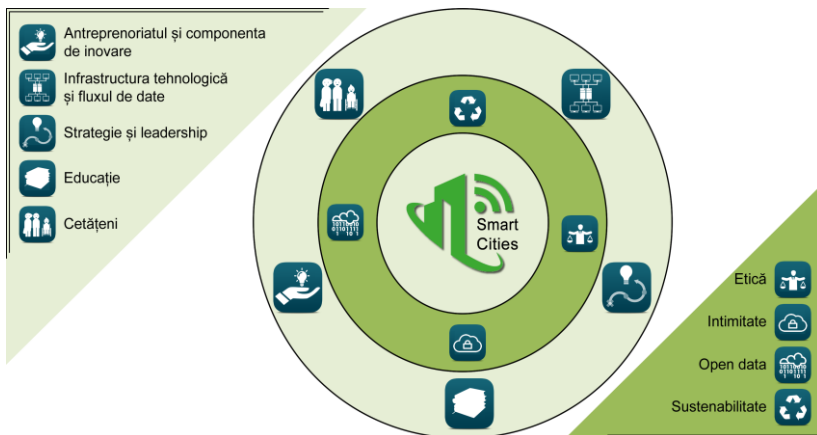 Antreprenoriatul și componenta
de inovare
Infrastructura tehnologică
și fluxul de date
Strategie și leadership
Educație
Cetățeni
Smart
Cities
Etică
Intimitate
Open data
Sustenabilitate